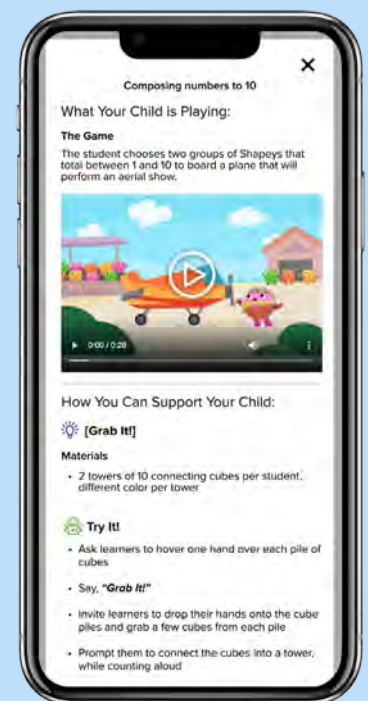 Composing numbers to 10
What Your Child is Playing:
The Game
The student chooses two groups of Shapeys that
total between 1 and 10 to board a plane that will
perform an aerial show.
0:00 / 0:28
How You Can Support Your Child:
[Grab It!]
Materials
• 2 towers of 10 connecting cubes per student,
different color per tower
Try It!
• Ask learners to hover one hand over each pile of
cubes
• Say, "Grab It!"
• Invite learners to drop their hands onto the cube
piles and grab a few cubes from each pile
• Prompt them to connect the cubes into a tower,
while counting aloud